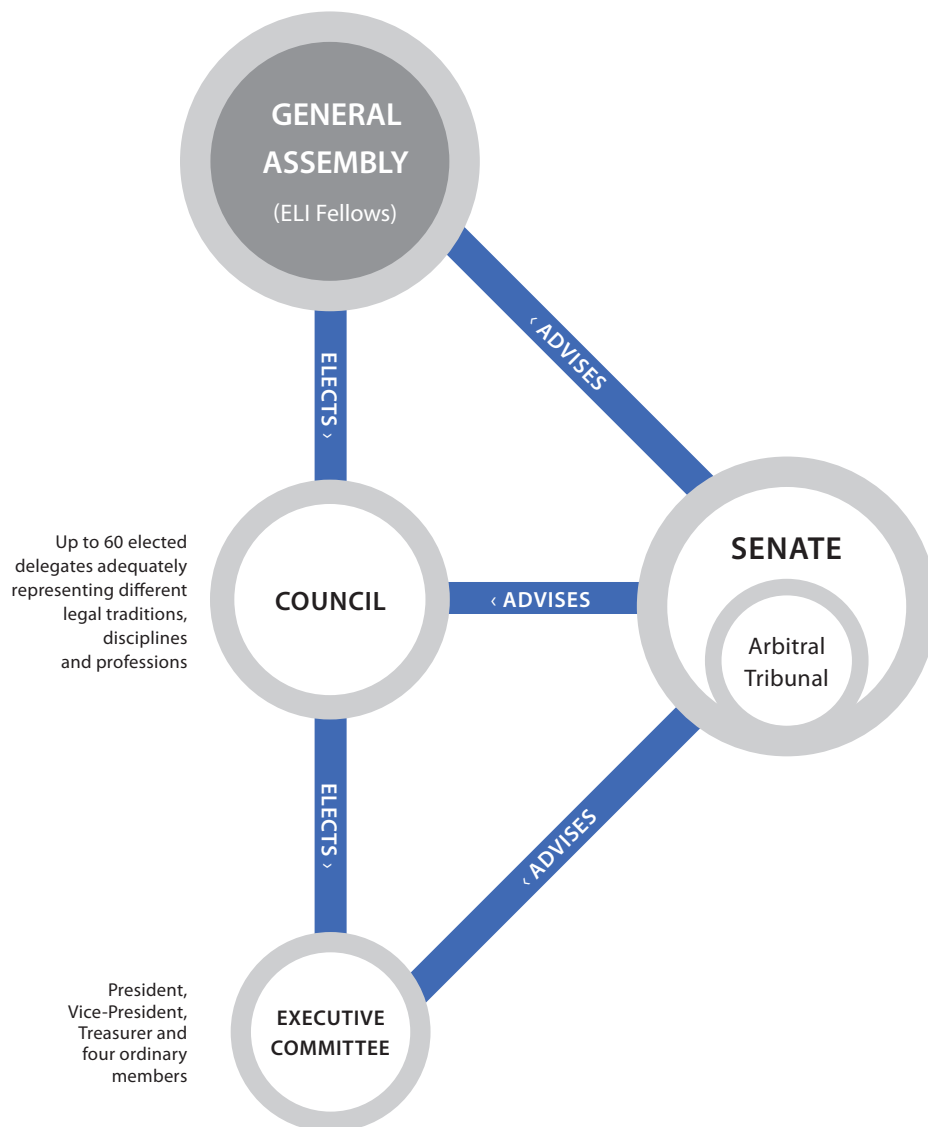 GENERAL
ASSEMBLY
(ELI Fellows)
‹ ADVISES
ELECTS ›
Up to 60 elected
delegates adequately
representing different
legal traditions,
disciplines
and professions
COUNCIL
‹ ADVISES
SENATE
Arbitral
Tribunal
ELECTS ›
‹ ADVISES
President,
Vice-President,
Treasurer and
four ordinary
members
EXECUTIVE
COMMITTEE